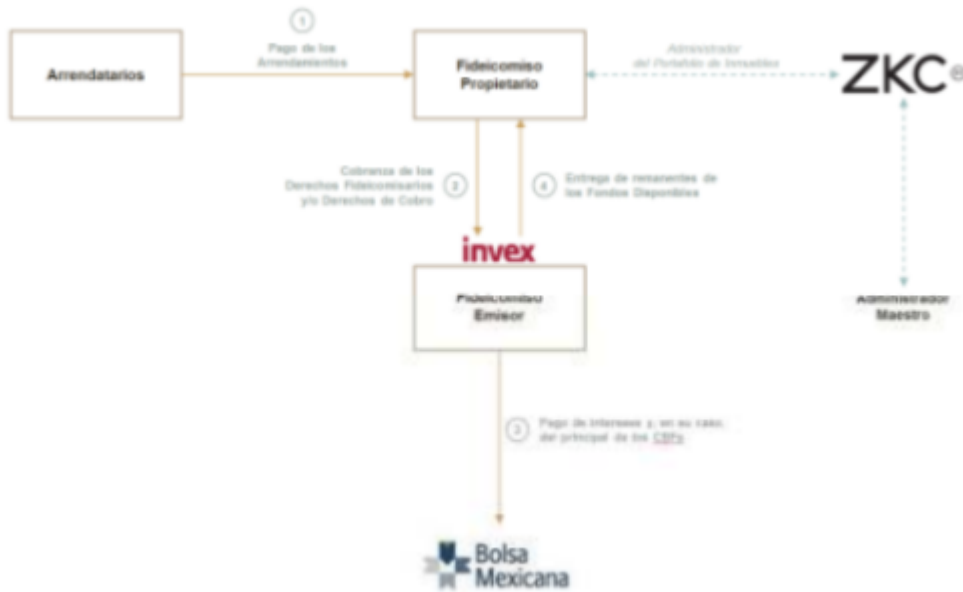 1
Pago de los
Arrendamientos
Arrendatarios
Fideicomiso
Propietario
Administrador
del Portafolio de Inmuebles
ZKC®
2
Cobranza de los
Derechos Fideicomisarios
y/o Derechos de Cobro
4
Entrega de remanentes de
los Fondos Disponibles
invex
Fideicomiso
Emisor
Administrador
Maestro
3
Pago de intereses y, en su caso,
del principal de los CBFs
Bolsa
Mexicana